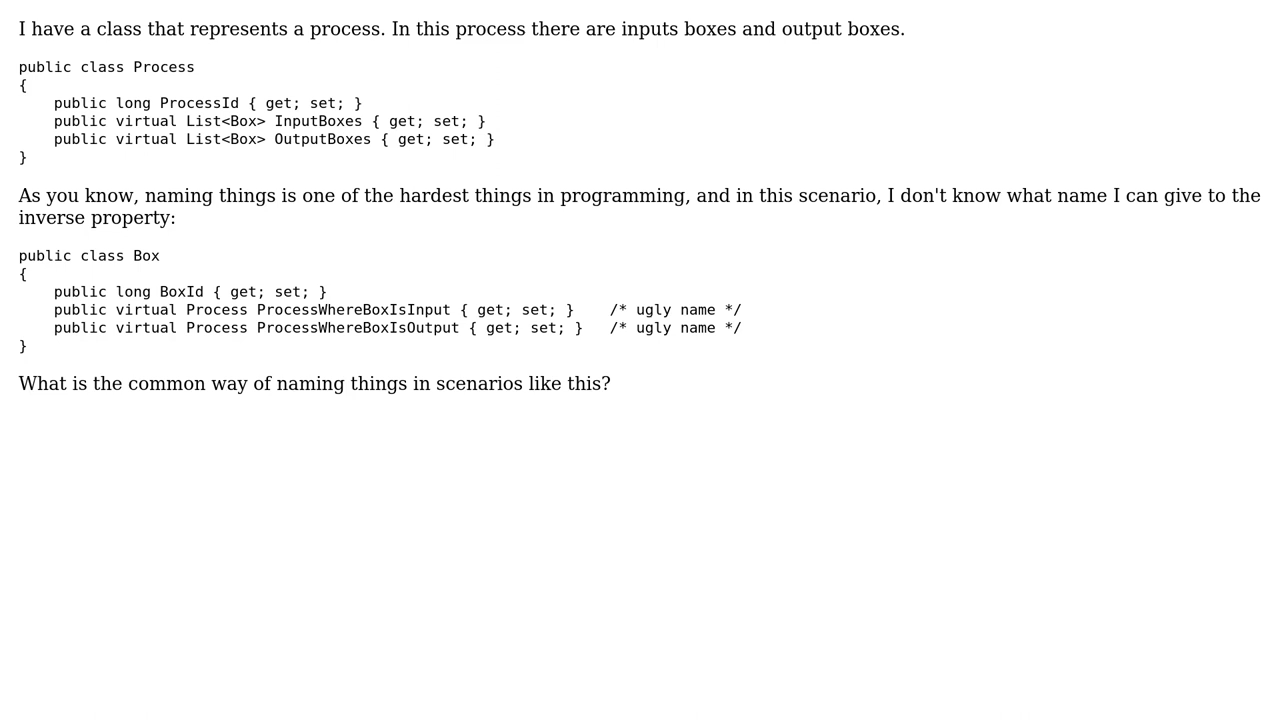 I have a class that represents a process. In this process there are inputs boxes and output boxes.
public class Process
{
    public long ProcessId { get; set; }
    public virtual List<Box> InputBoxes { get; set; }
    public virtual List<Box> OutputBoxes { get; set; }
}
As you know, naming things is one of the hardest things in programming, and in this scenario, I don't know what name I can give to the
inverse property:
public class Box
{
    public long BoxId { get; set; }
    public virtual Process ProcessWhereBoxIsInput { get; set; }    /* ugly name */
    public virtual Process ProcessWhereBoxIsOutput { get; set; }   /* ugly name */
}
What is the common way of naming things in scenarios like this?